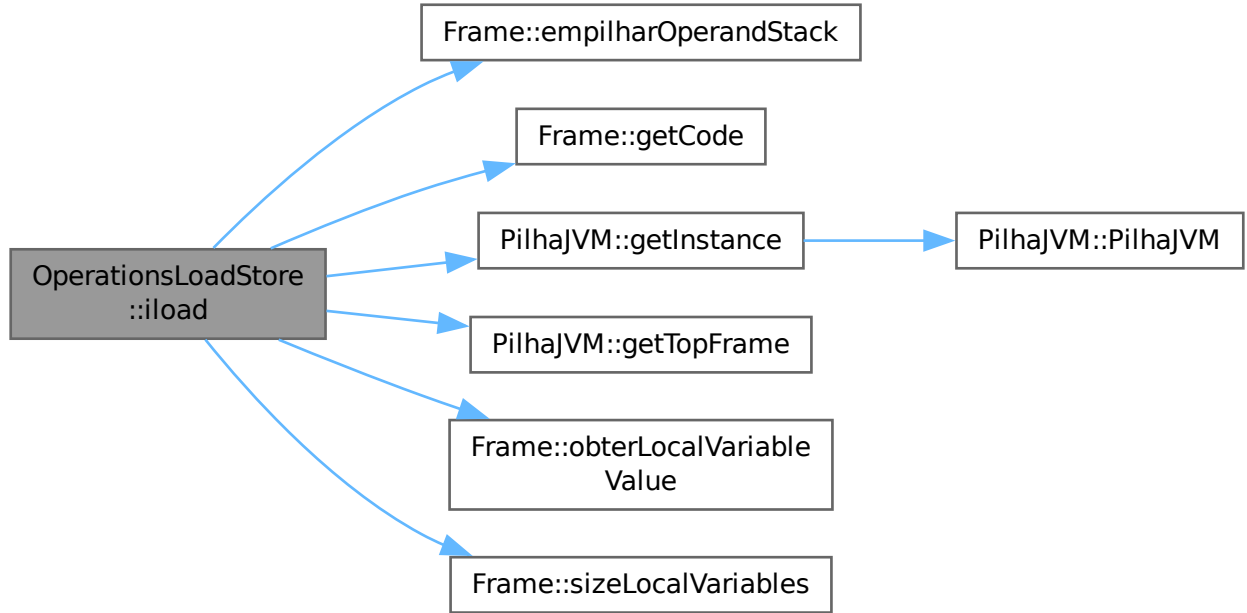 Frame::empilharOperandStack
Frame::getCode
OperationsLoadStore
::iload
PilhaJVM::getInstance
PilhaJVM::PilhaJVM
PilhaJVM::getTopFrame
Frame::obterLocalVariable
Value
Frame::sizeLocalVariables